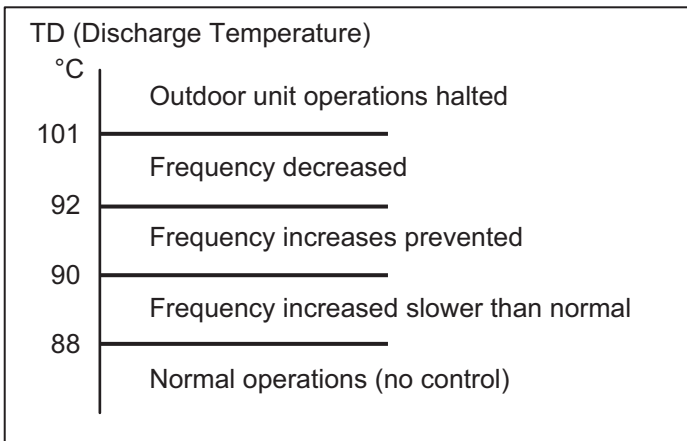 TD (Discharge Temperature)
°C
Outdoor unit operations halted
101
Frequency decreased
92
Frequency increases prevented
90
Frequency increased slower than normal
88
Normal operations (no control)